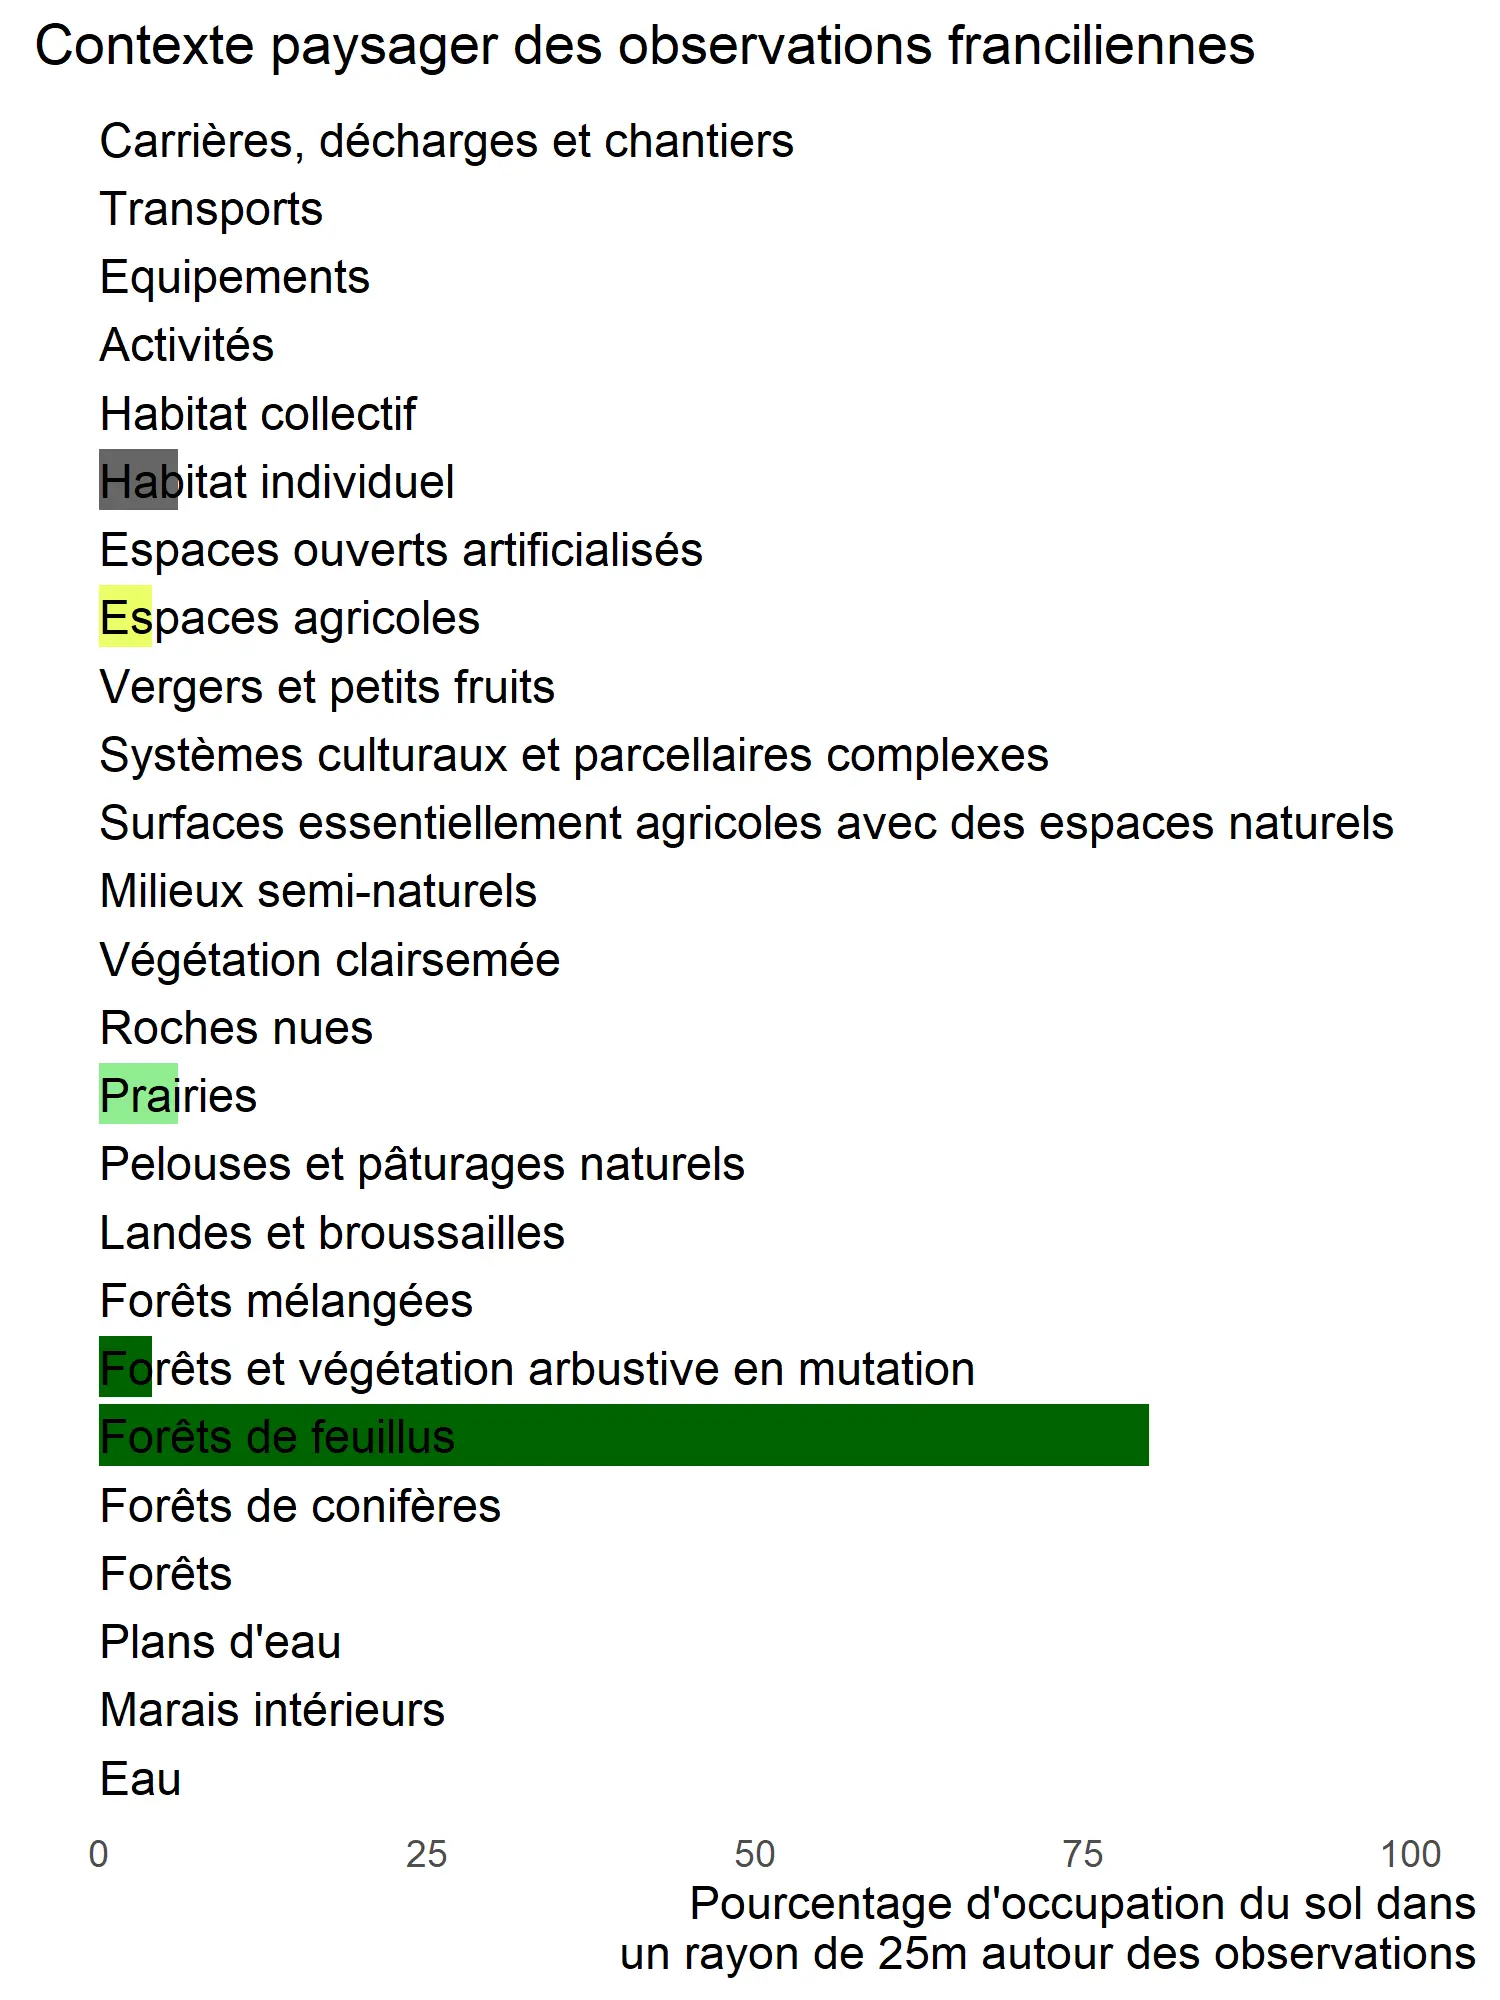 Contexte paysager des observations franciliennes
Carrières, décharges et chantiers
Transports
Equipements
Activités
Habitat collectif
Habitat individuel
Espaces ouverts artificialisés
Espaces agricoles
Vergers et petits fruits
Systèmes culturaux et parcellaires complexes
Surfaces essentiellement agricoles avec des espaces naturels
Milieux semi-naturels
Végétation clairsemée
Roches nues
Prairies
Pelouses et pâturages naturels
Landes et broussailles
Forêts mélangées
Forêts et végétation arbustive en mutation
Forêts de feuillus
Forêts de conifères
Forêts
Plans d'eau
Marais intérieurs
Eau
0 25 50 75 100
Pourcentage d'occupation du sol dans
un rayon de 25m autour des observations